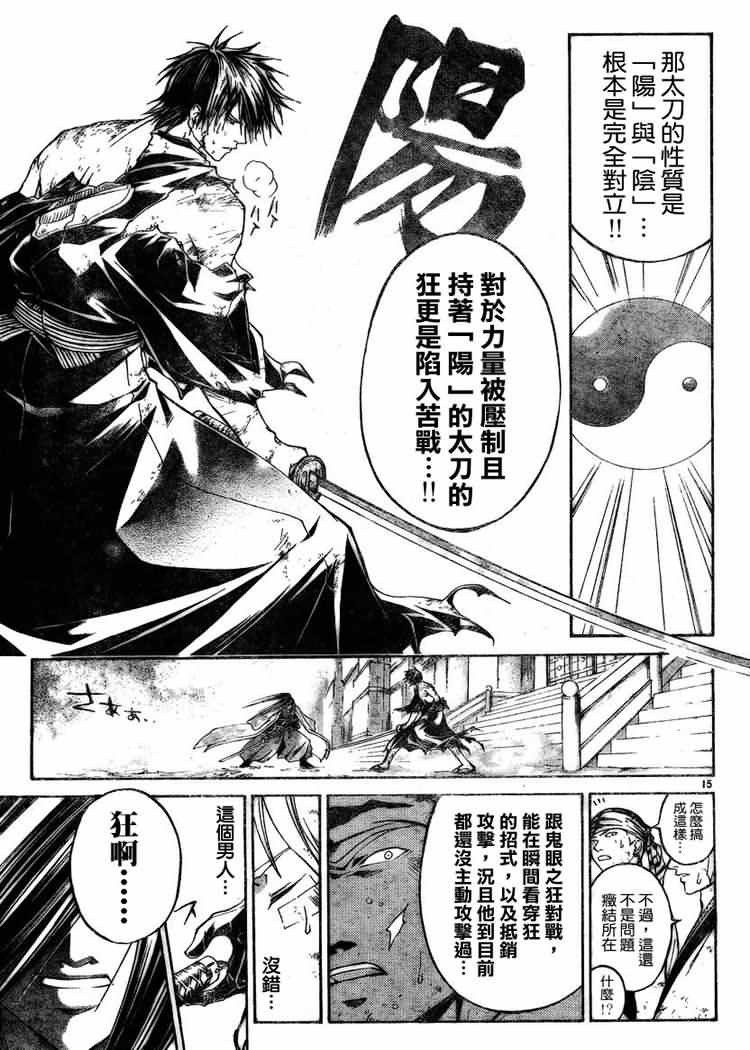 那太刀的性質是
「陽」與「陰」…
根本是完全對立!!
陽
對於力量被壓制且
持著「陽」的太刀的
狂更是陷入苦戰…!!
さぁぁ…
15
怎麼搞
成這樣…
不過，這還
不是問題
癥結所在
什麼!?
跟鬼眼之狂對戰，
能在瞬間看穿狂
的招式，以及抵銷
攻擊，況且他到目前
都還沒主動攻擊過…
沒錯…
這個男人…
狂啊……